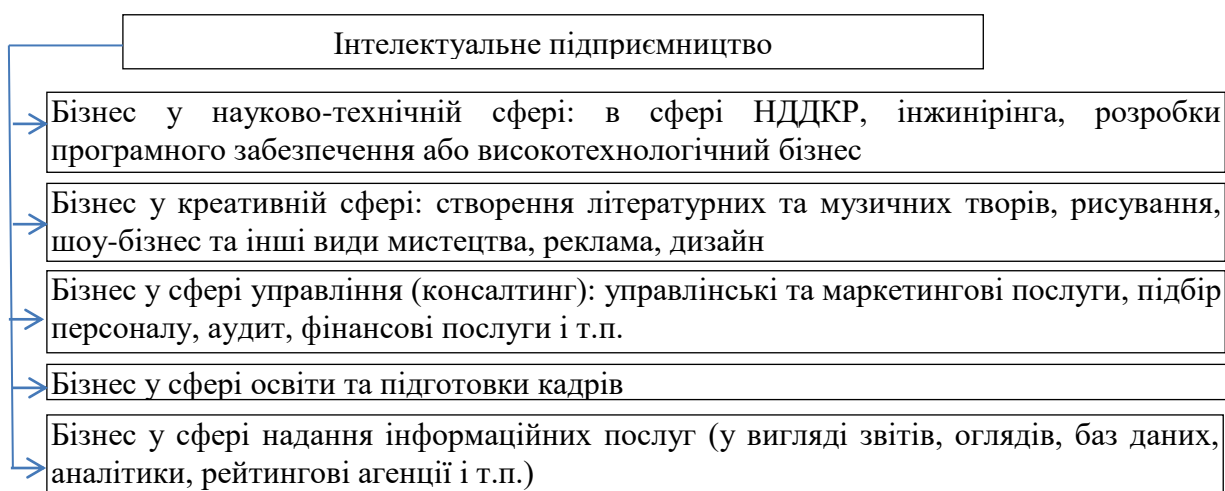 Інтелектуальне підприємництво
Бізнес у науково-технічній сфері: в сфері НДДКР, інжинірінга, розробки
програмного забезпечення або високотехнологічний бізнес
Бізнес у креативній сфері: створення літературних та музичних творів, рисування,
шоу-бізнес та інші види мистецтва, реклама, дизайн
Бізнес у сфері управління (консалтинг): управлінські та маркетингові послуги, підбір
персоналу, аудит, фінансові послуги і т.п.
Бізнес у сфері освіти та підготовки кадрів
Бізнес у сфері надання інформаційних послуг (у вигляді звітів, оглядів, баз даних,
аналітики, рейтингові агенції і т.п.)